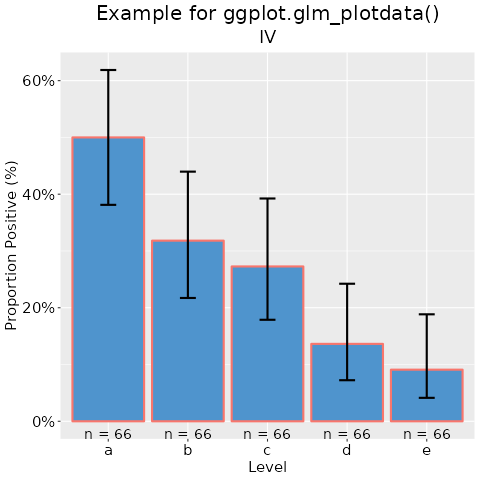 Example for ggplot.glm_plotdata()
IV
Proportion Positive (%)
60%
40%
20%
0%
n = 66 n = 66 n = 66 n = 66 n = 66
a b c d e
Level